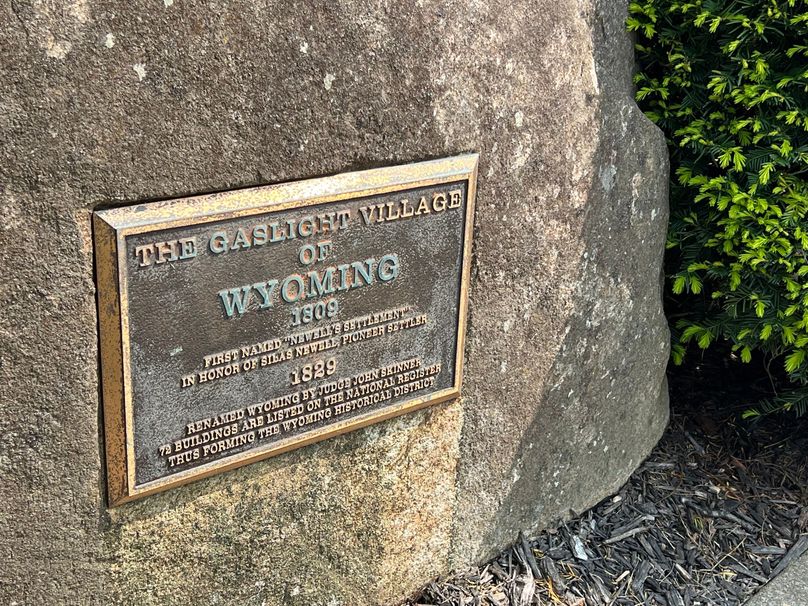 THE GASLIGHT VILLAGE
OF
WYOMING
1809
FIRST NAMED "NEWELL'S SETTLEMENT"
IN HONOR OF SILAS NEWELL, PIONEER SETTLER
1829
RENAMED WYOMING BY JUDGE JOHN SKINNER
72 BUILDINGS ARE LISTED ON THE NATIONAL REGISTER
THUS FORMING THE WYOMING HISTORICAL DISTRICT